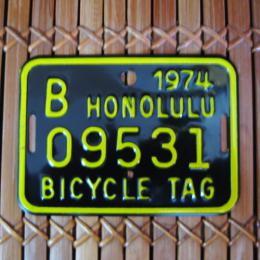 B 1974
HONOLULU
09531
BICYCLE TAG